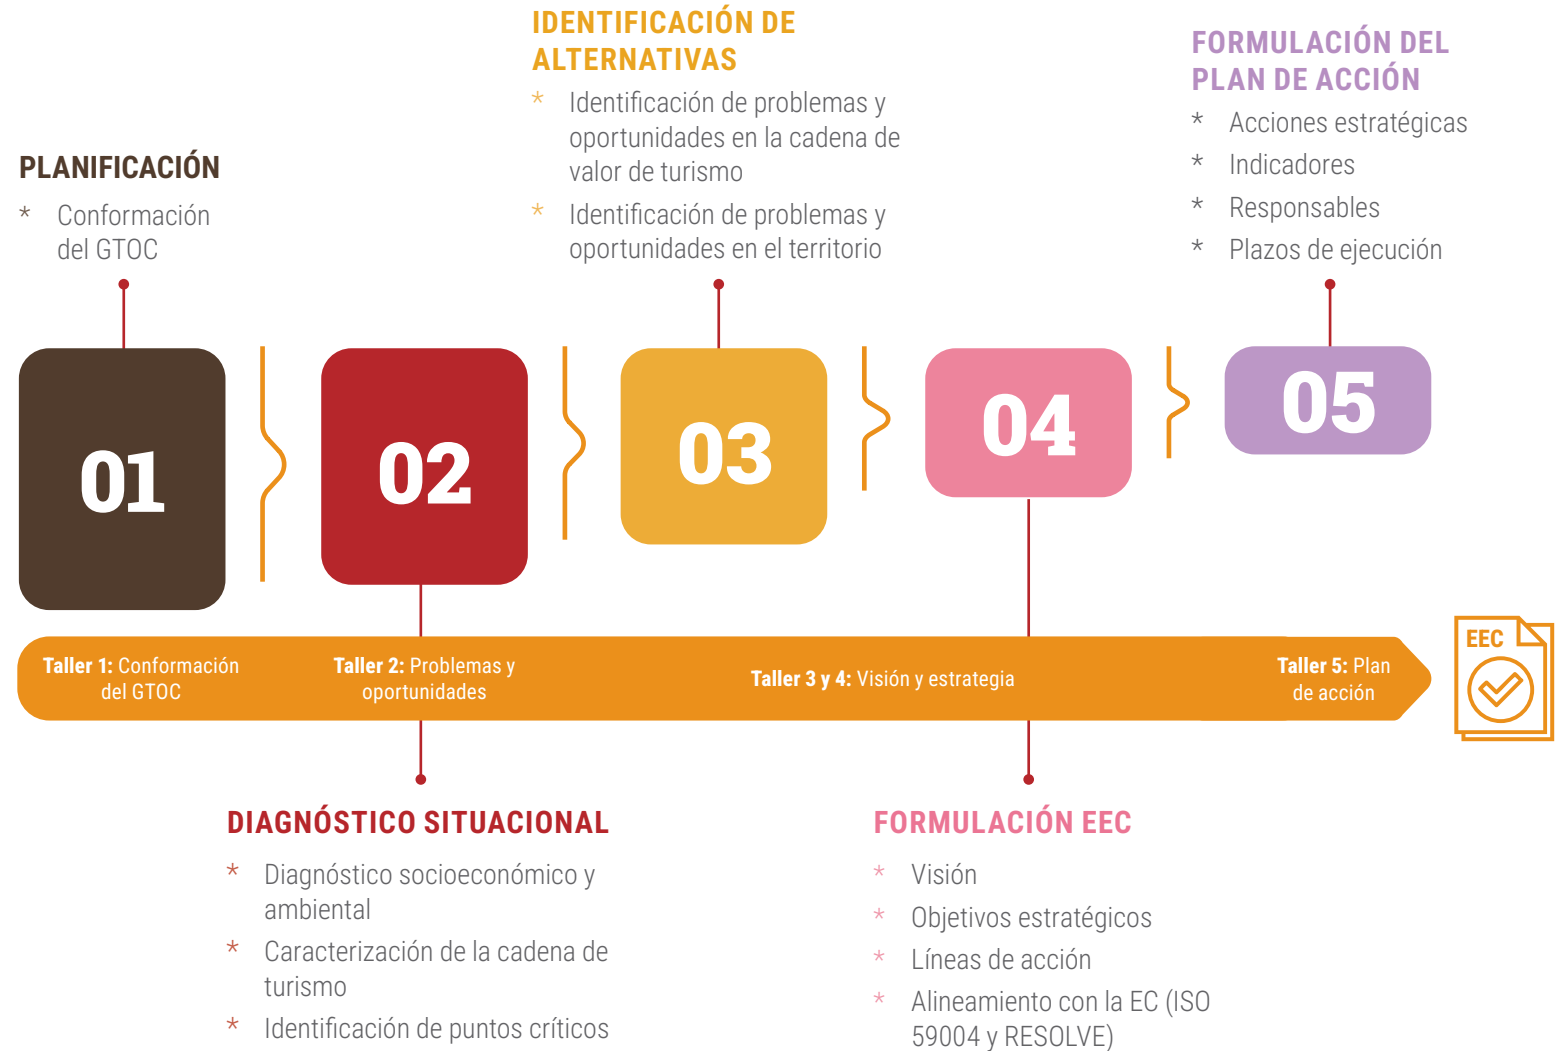 PLANIFICACIÓN
* Conformación
del GTOC
IDENTIFICACIÓN DE
ALTERNATIVAS
* Identificación de problemas y
oportunidades en la cadena de
valor de turismo
* Identificación de problemas y
oportunidades en el territorio
FORMULACIÓN DEL
PLAN DE ACCIÓN
* Acciones estratégicas
* Indicadores
* Responsables
* Plazos de ejecución
01
02
03
04
05
Taller 1: Conformación
del GTOC
Taller 2: Problemas y
oportunidades
Taller 3 y 4: Visión y estrategia
Taller 5: Plan
de acción
EEC
DIAGNÓSTICO SITUACIONAL
* Diagnóstico socioeconómico y
ambiental
* Caracterización de la cadena de
turismo
* Identificación de puntos críticos
FORMULACIÓN EEC
* Visión
* Objetivos estratégicos
* Líneas de acción
* Alineamiento con la EC (ISO
59004 y RESOLVE)